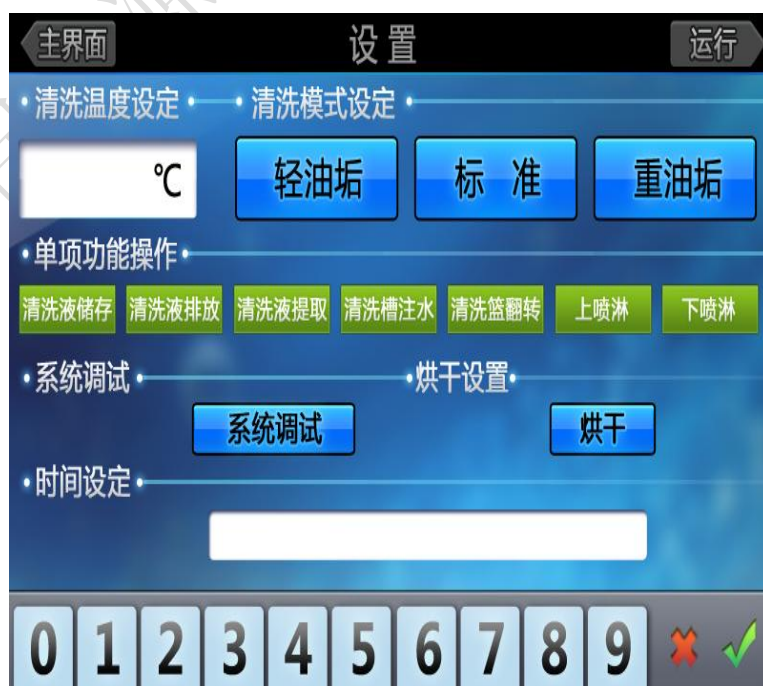 主界面 设置 运行
清洗温度设定 清洗模式设定
℃ 轻油垢 标 准 重油垢
单项功能操作
清洗液储存 清洗液排放 清洗液提取 清洗槽注水 清洗篮翻转 上喷淋 下喷淋
系统调试 烘干设置
系统调试 烘干
时间设定
0 1 2 3 4 5 6 7 8 9